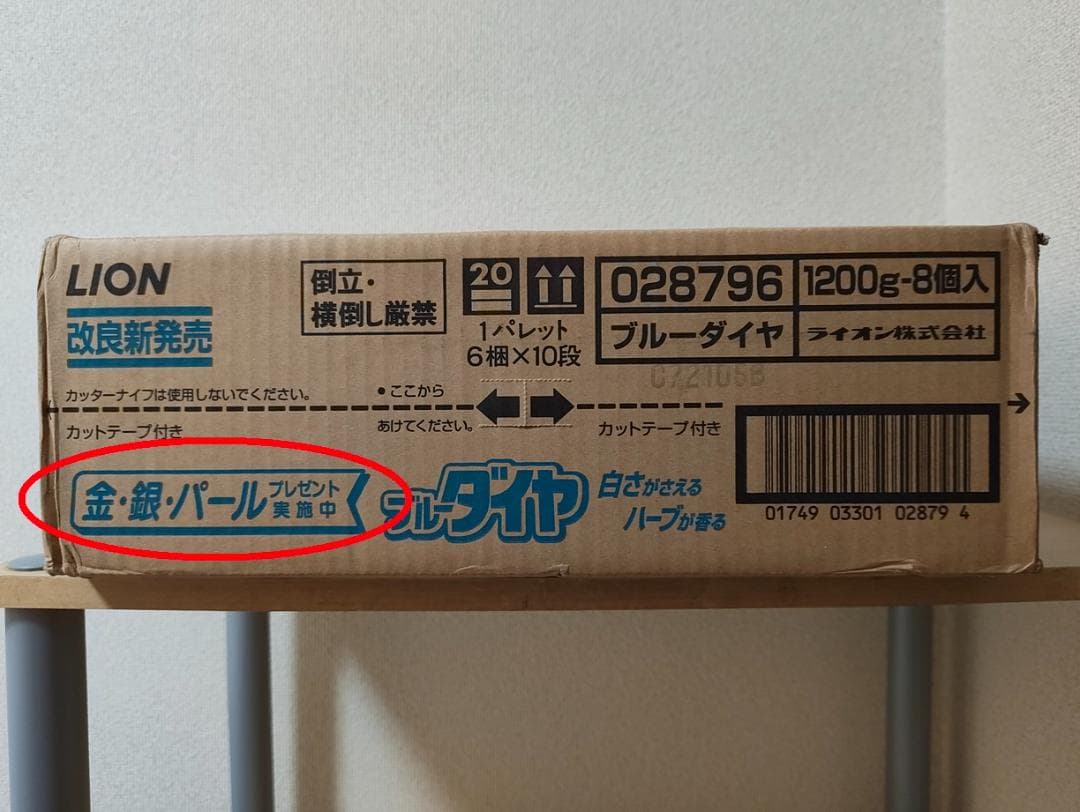 LION
改良新発売
倒立・
横倒し厳禁
20
1パレット
6梱×10段
028796
1200g-8個入
ブルーダイヤ
ライオン株式会社
カッターナイフは使用しないでください。
●ここから
あけてください。
カットテープ付き
カットテープ付き
金・銀・パール
プレゼント
実施中
ブルーダイヤ
白さがさえる
ハーブが香る
01749 03301 02879 4